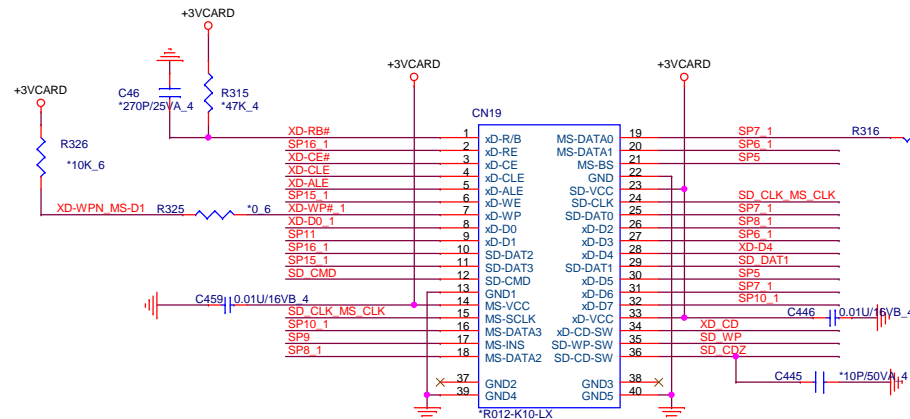 +3VCARD
+3VCARD
+3VCARD
+3VCARD
C46
*270P/25VA_4
R315
*47K_4
R326
*10K_6
CN19
XD-RB# 1 xD-R/B MS-DATA0 19 SP7_1 R316
SP16_1 2 xD-RE MS-DATA1 20 SP6_1
XD-CE# 3 xD-CE MS-BS 21 SP5
XD-CLE 4 xD-CLE GND 22
XD-ALE 5 xD-ALE SD-VCC 23
SP15_1 6 xD-WE SD-CLK 24 SD_CLK_MS_CLK
XD-WPN_MS-D1 R325 *0_6 XD-WP#_1 7 xD-WP SD-DAT0 25 SP7_1
XD-D0_1 8 xD-D0 xD-D2 26 SP8_1
SP11 9 xD-D1 xD-D3 27 SP6_1
SP16_1 10 SD-DAT2 xD-D4 28 XD-D4
SP15_1 11 SD-DAT3 SD-DAT1 29 SD_DAT1
SD_CMD 12 SD-CMD xD-D5 30 SP5
13 GND1 xD-D6 31 SP7_1
C459 0.01U/16VB_4 14 MS-VCC xD-D7 32 SP10_1
SD_CLK_MS_CLK 15 MS-SCLK xD-VCC 33 C446 0.01U/16VB_4
SP10_1 16 MS-DATA3 xD-CD-SW 34 XD_CD
SP9 17 MS-INS SD-WP-SW 35 SD_WP
SP8_1 18 MS-DATA2 SD-CD-SW 36 SD_CDZ
37 GND2 GND3 38 C445 *10P/50VA_4
39 GND4 GND5 40
*R012-K10-LX